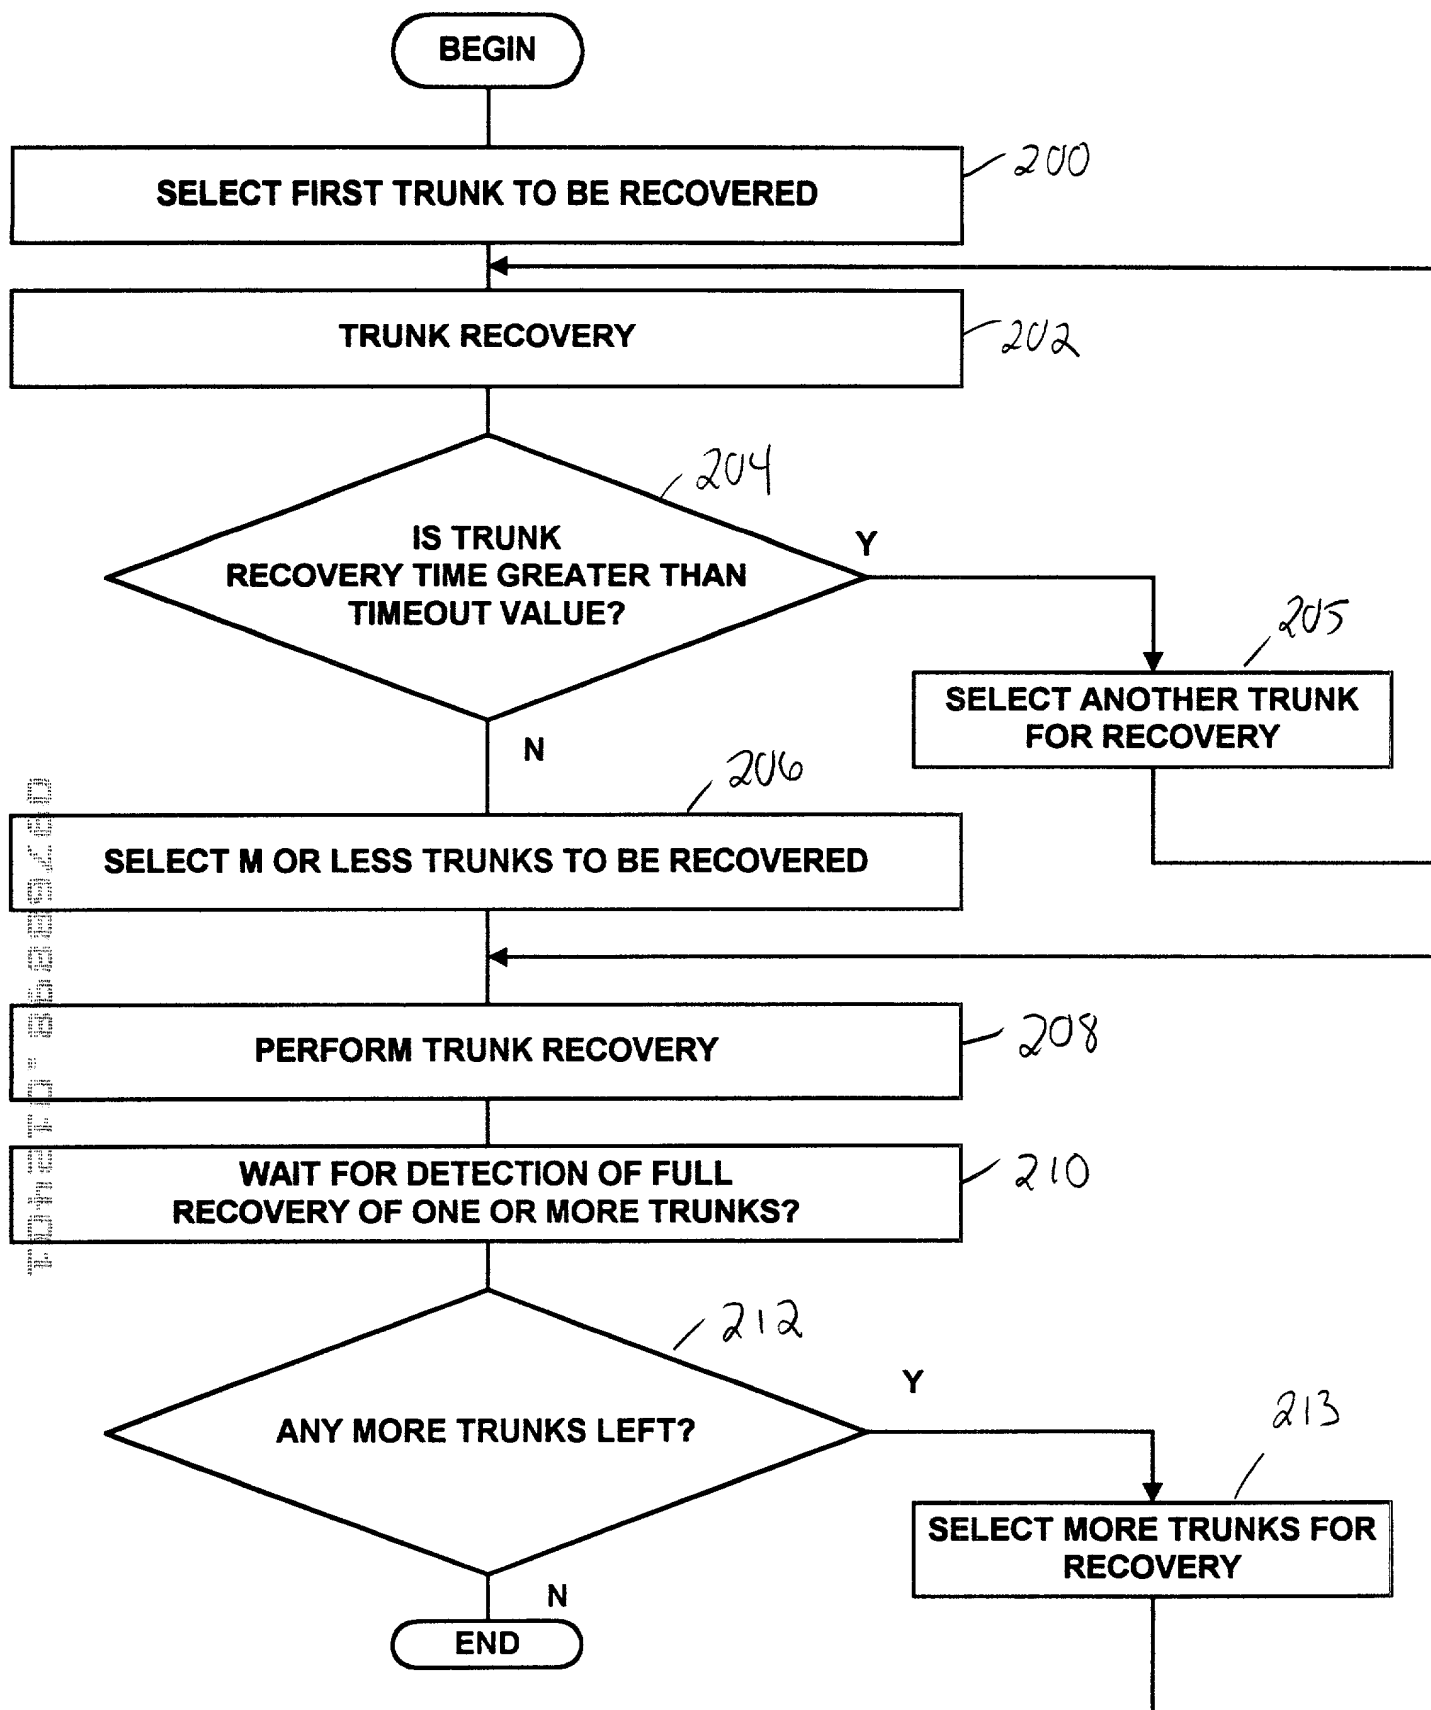 BEGIN
200
SELECT FIRST TRUNK TO BE RECOVERED
TRUNK RECOVERY
202
204
IS TRUNK
RECOVERY TIME GREATER THAN
TIMEOUT VALUE?
Y
205
SELECT ANOTHER TRUNK
FOR RECOVERY
N
206
SELECT M OR LESS TRUNKS TO BE RECOVERED
PERFORM TRUNK RECOVERY
208
WAIT FOR DETECTION OF FULL
RECOVERY OF ONE OR MORE TRUNKS?
210
212
ANY MORE TRUNKS LEFT?
Y
213
SELECT MORE TRUNKS FOR
RECOVERY
N
END